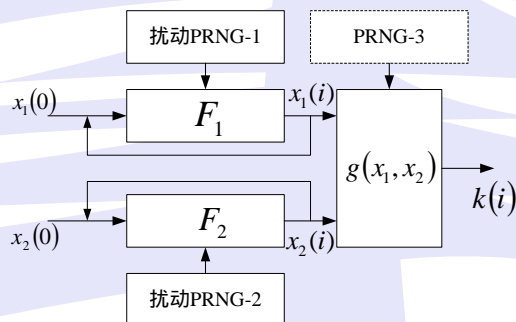 扰动PRNG-1
PRNG-3
x₁(0)
F₁
x₁(i)
g(x₁, x₂)
k(i)
x₂(0)
F₂
x₂(i)
扰动PRNG-2